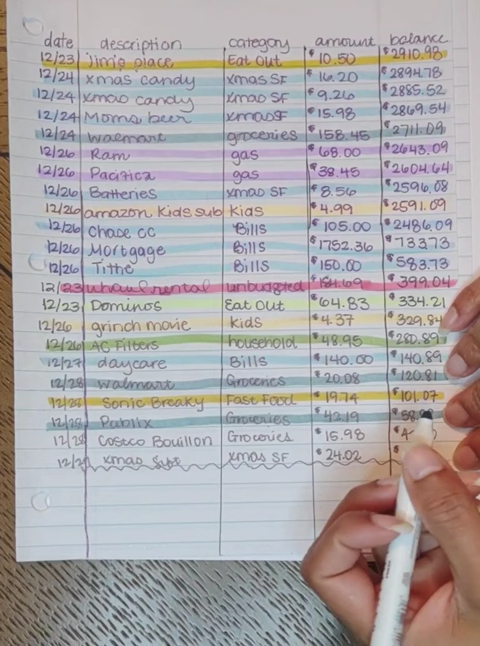 date description category amount balance
12/23 Jim's place Eat Out $10.50 $2910.98
12/24 xmas candy xmas SF $16.20 $2894.78
12/24 xmas candy xmas SF $9.26 $2885.52
12/24 Moms beer xmas SF $15.98 $2869.54
12/24 walmart groceries $158.45 $2711.09
12/26 Ram gas $68.00 $2643.09
12/26 Pacifica gas $38.45 $2604.64
12/26 Batteries xmas SF $8.56 $2596.08
12/26 amazon Kids sub Kids $4.99 $2591.09
12/26 Chase CC Bills $105.00 $2486.09
12/26 Mortgage Bills $1752.36 $733.73
12/26 Tithe Bills $150.00 $583.73
12/23 uhaul rental unbudgeted $184.69 $399.04
12/23 Dominos Eat Out $64.83 $334.21
12/26 grinch movie Kids $4.37 $329.84
12/26 AC Filters household $48.95 $280.89
12/27 daycare Bills $140.00 $140.89
12/28 walmart Groceries $20.08 $120.81
12/28 Sonic Breaky Fast Food $19.74 $101.07
12/28 Publix Groceries $42.19
12/28 Costco Bouillon Groceries $15.98
xmas xmas SF $24.02